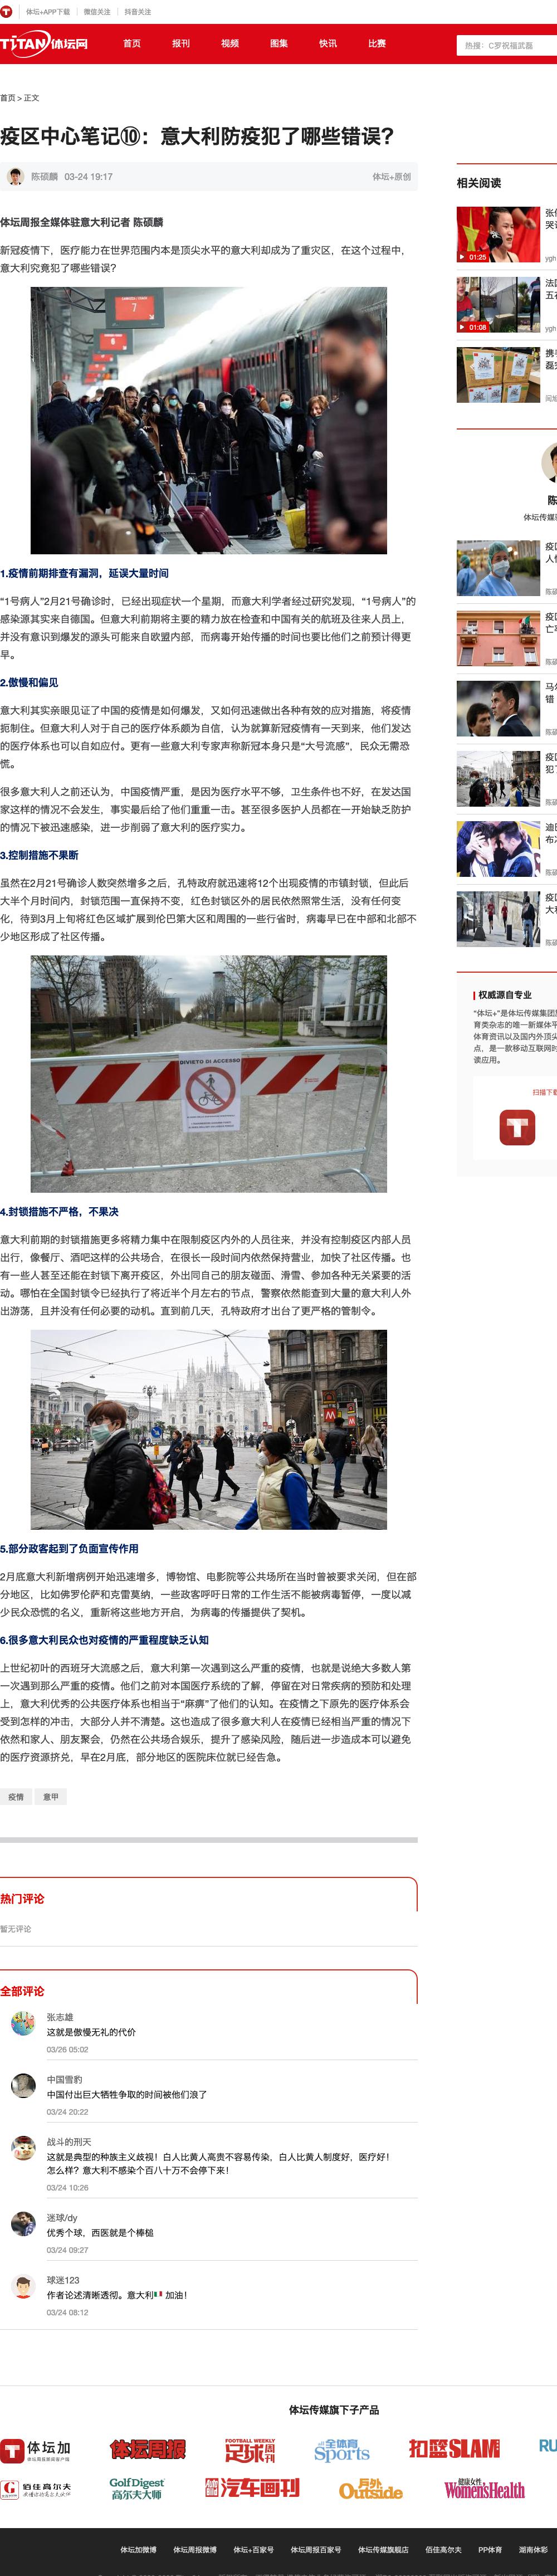 体坛+APP下载 微信关注 抖音关注
TiTAN体坛网 首页 报刊 视频 图集 快讯 比赛
热搜：C罗祝福武磊
首页 > 正文
疫区中心笔记⑩：意大利防疫犯了哪些错误？
陈硕麟 03-24 19:17 体坛+原创
体坛周报全媒体驻意大利记者 陈硕麟
新冠疫情下，医疗能力在世界范围内本是顶尖水平的意大利却成为了重灾区，在这个过程中，
意大利究竟犯了哪些错误？
7
1.疫情前期排查有漏洞，延误大量时间
“1号病人”2月21号确诊时，已经出现症状一个星期，而意大利学者经过研究发现，“1号病人”的
感染源其实来自德国。但意大利前期将主要的精力放在检查和中国有关的航班及往来人员上，
并没有意识到爆发的源头可能来自欧盟内部，而病毒开始传播的时间也要比他们之前预计得更
早。
2.傲慢和偏见
意大利其实亲眼见证了中国的疫情是如何爆发，又如何迅速做出各种有效的应对措施，将疫情
扼制住。但意大利人对于自己的医疗体系颇为自信，认为就算新冠疫情有一天到来，他们发达
的医疗体系也可以自如应付。更有一些意大利专家声称新冠本身只是“大号流感”，民众无需恐
慌。
很多意大利人之前还认为，中国疫情严重，是因为医疗水平不够，卫生条件也不好，在发达国
家这样的情况不会发生，事实最后给了他们重重一击。甚至很多医护人员都在一开始缺乏防护
的情况下被迅速感染，进一步削弱了意大利的医疗实力。
3.控制措施不果断
虽然在2月21号确诊人数突然增多之后，孔特政府就迅速将12个出现疫情的市镇封锁，但此后
大半个月时间内，封锁范围一直保持不变，红色封锁区外的居民依然照常生活，没有任何变
化，待到3月上旬将红色区域扩展到伦巴第大区和周围的一些行省时，病毒早已在中部和北部不
少地区形成了社区传播。
DIVIETO DI ACCESSO
4.封锁措施不严格，不果决
意大利前期的封锁措施更多将精力集中在限制疫区内外的人员往来，并没有控制疫区内部人员
出行，像餐厅、酒吧这样的公共场合，在很长一段时间内依然保持营业，加快了社区传播。也
有一些人甚至还能在封锁下离开疫区，外出同自己的朋友碰面、滑雪、参加各种无关紧要的活
动。哪怕在全国封锁令已经执行了将近半个月左右的节点，警察依然能查到大量的意大利人外
出游荡，且并没有任何必要的动机。直到前几天，孔特政府才出台了更严格的管制令。
5.部分政客起到了负面宣传作用
2月底意大利新增病例开始迅速增多，博物馆、电影院等公共场所在当时曾被要求关闭，但在部
分地区，比如佛罗伦萨和克雷莫纳，一些政客呼吁日常的工作生活不能被病毒暂停，一度以减
少民众恐慌的名义，重新将这些地方开启，为病毒的传播提供了契机。
6.很多意大利民众也对疫情的严重程度缺乏认知
上世纪初叶的西班牙大流感之后，意大利第一次遇到这么严重的疫情，也就是说绝大多数人第
一次遇到那么严重的疫情。他们之前对本国医疗系统的了解，停留在对日常疾病的预防和处理
上，意大利优秀的公共医疗体系也相当于“麻痹”了他们的认知。在疫情之下原先的医疗体系会
受到怎样的冲击，大部分人并不清楚。这也造成了很多意大利人在疫情已经相当严重的情况下
依然和家人、朋友聚会，仍然在公共场合娱乐，提升了感染风险，随后进一步造成本可以避免
的医疗资源挤兑，早在2月底，部分地区的医院床位就已经告急。
疫情 意甲
热门评论
暂无评论
全部评论
张志雄
这就是傲慢无礼的代价
03/26 05:02
中国雪豹
中国付出巨大牺牲争取的时间被他们浪了
03/24 20:22
战斗的刑天
这就是典型的种族主义歧视！白人比黄人高贵不容易传染，白人比黄人制度好，医疗好！
怎么样？意大利不感染个百八十万不会停下来！
03/24 10:26
迷球/dy
优秀个球，西医就是个棒槌
03/24 09:27
球迷123
作者论述清晰透彻。意大利🇮🇹 加油！
03/24 08:12
相关阅读
01:25
ygh
01:08
ygh
体坛传媒
权威源自专业
“体坛+”是体坛传媒集团
育类杂志的唯一新媒体平
体育资讯以及国内外顶尖
点，是一款移动互联网时
读应用。
扫描下载
体坛传媒旗下子产品
体坛加 体坛周报 FOOTBALL WEEKLY 足球周刊 全体育 Sports 扣篮SLAM RU
佰佳高尔夫 Golf Digest 高尔夫大师 汽车画刊 户外 Outside 健康女性 Women'sHealth
体坛加微博 体坛周报微博 体坛+百家号 体坛周报百家号 体坛传媒旗舰店 佰佳高尔夫 PP体育 湖南体彩